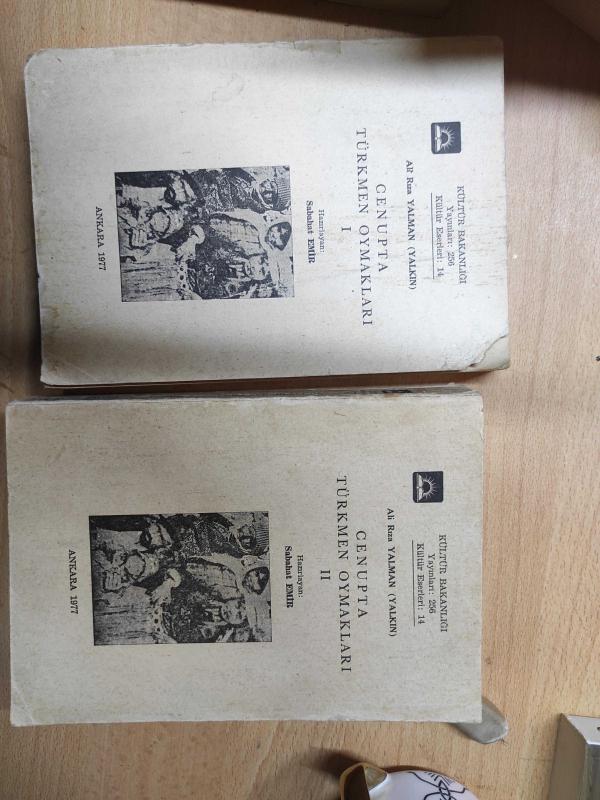 KÜLTÜR BAKANLIĞI
Yayınları: 256
Kültür Eserleri: 14
Ali Rıza YALMAN (YALKIN)
CENUPTA
TÜRKMEN OYMAKLARI
I
Hazırlayan:
Sabahat EMİR
ANKARA 1977
KÜLTÜR BAKANLIĞI
Yayınları: 256
Kültür Eserleri: 14
Ali Rıza YALMAN (YALKIN)
CENUPTA
TÜRKMEN OYMAKLARI
II
Hazırlayan:
Sabahat EMİR
ANKARA 1977